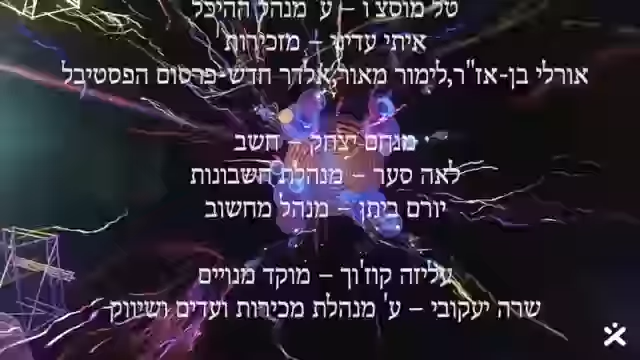 טל מוסצ'ו – ע' מנהל ההיכל
איתי עדיני – מזכירות
אורלי בן-אז"ר,לימור מאור,אלדר חדש-פרסום הפסטיבל
מנחם יצחק – חשב
לאה סער – מנהלת חשבונות
יורם ביתן – מנהל מחשוב
עליזה קוז'וך – מוקד מנויים
שרה יעקובי – ע' מנהלת מכירות ועדים ושיווק